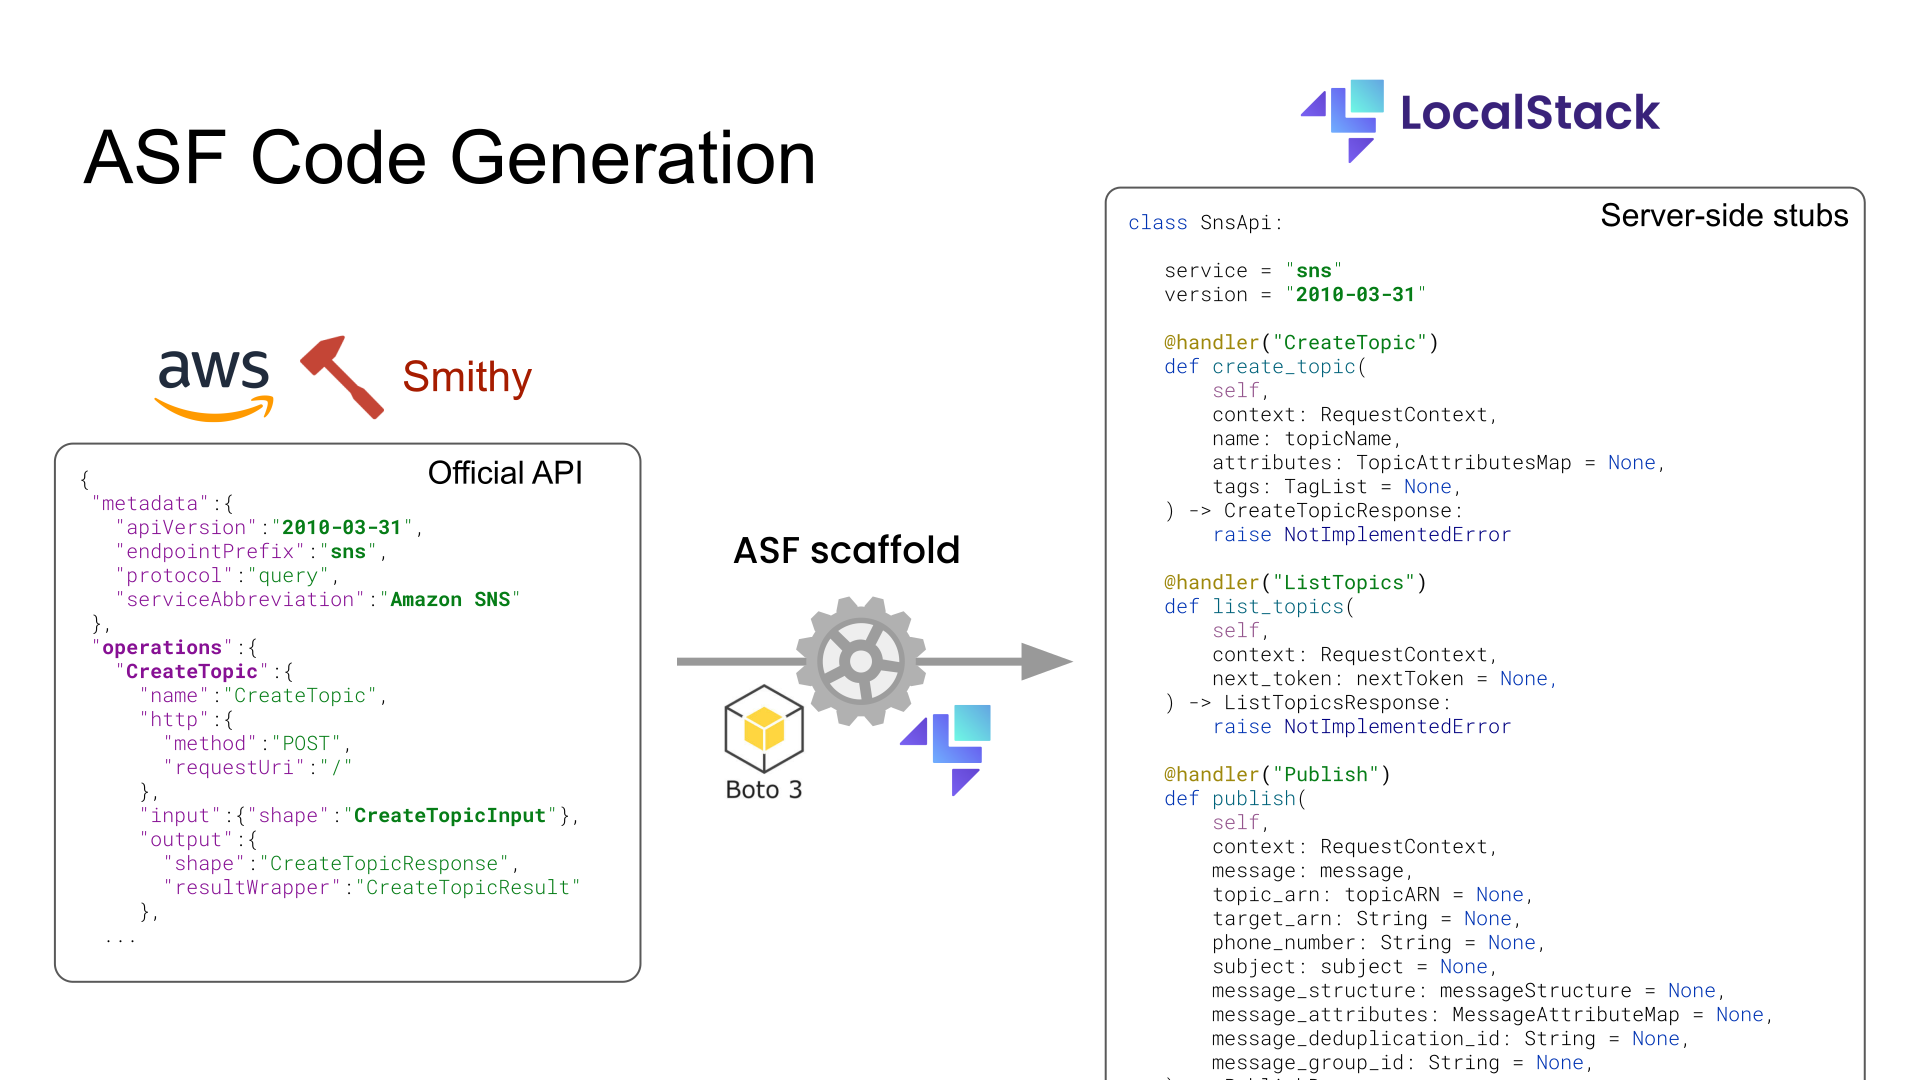 ASF Code Generation
aws
Smithy
Official API
{
"metadata":{
"apiVersion":"2010-03-31",
"endpointPrefix":"sns",
"protocol":"query",
"serviceAbbreviation":"Amazon SNS"
},
"operations":{
"CreateTopic":{
"name":"CreateTopic",
"http":{
"method":"POST",
"requestUri":"/"
},
"input":{"shape":"CreateTopicInput"},
"output":{
"shape":"CreateTopicResponse",
"resultWrapper":"CreateTopicResult"
},
...
ASF scaffold
Boto 3
LocalStack
Server-side stubs
class SnsApi:
service = "sns"
version = "2010-03-31"
@handler("CreateTopic")
def create_topic(
self,
context: RequestContext,
name: topicName,
attributes: TopicAttributesMap = None,
tags: TagList = None,
) -> CreateTopicResponse:
raise NotImplementedError
@handler("ListTopics")
def list_topics(
self,
context: RequestContext,
next_token: nextToken = None,
) -> ListTopicsResponse:
raise NotImplementedError
@handler("Publish")
def publish(
self,
context: RequestContext,
message: message,
topic_arn: topicARN = None,
target_arn: String = None,
phone_number: String = None,
subject: subject = None,
message_structure: messageStructure = None,
message_attributes: MessageAttributeMap = None,
message_deduplication_id: String = None,
message_group_id: String = None,